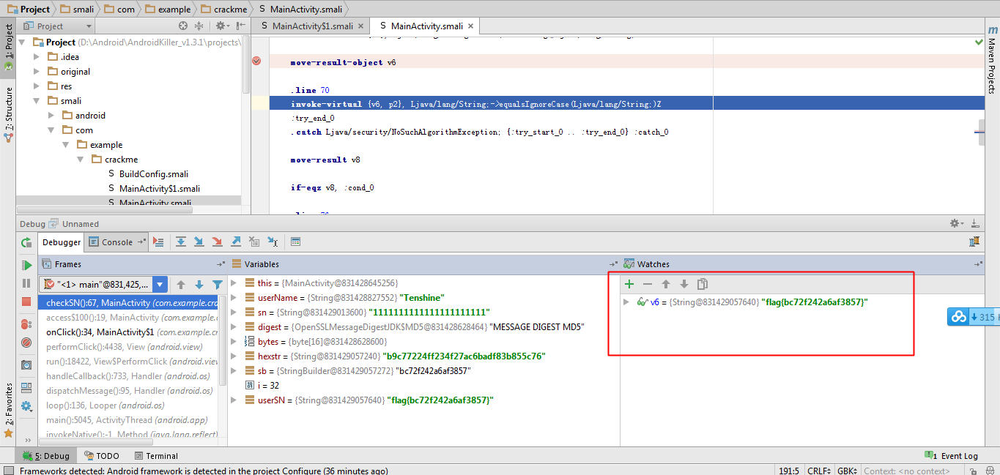 Project smali com example crackme S MainActivity.smali
1: Project
Project
S MainActivity$1.smali × S MainActivity.smali ×
Project (D:\Android\AndroidKiller_v1.3.1\projects\
.idea
original
res
smali
android
com
example
crackme
S BuildConfig.smali
S MainActivity$1.smali
S MainActivity.smali
7: Structure
move-result-object v6
.line 70
invoke-virtual {v6, p2}, Ljava/lang/String;->equalsIgnoreCase(Ljava/lang/String;)Z
:try_end_0
.catch Ljava/security/NoSuchAlgorithmException; {:try_start_0 .. :try_end_0} :catch_0
move-result v8
if-eqz v8, :cond_0
m
Maven Projects
Debug Unnamed
Debugger Console
Frames
"<1> main"@831,425,...
checkSN():67, MainActivity (com.example.cra
access$100():19, MainActivity (com.example.c
onClick():34, MainActivity$1 (com.example.c
performClick():4438, View (android.view)
run():18422, View$PerformClick (android.view
handleCallback():733, Handler (android.os)
dispatchMessage():95, Handler (android.os)
loop():136, Looper (android.os)
main():5045, ActivityThread (android.app)
invokeNative():-1, Method (java.lang.reflect)
Variables
this = {MainActivity@831428645256}
userName = {String@831428827552} "Tenshine"
sn = {String@831429013600} "1111111111111111111111"
digest = {OpenSSLMessageDigestJDK$MD5@831428628464} "MESSAGE DIGEST MD5"
bytes = {byte[16]@831428628600}
hexstr = {String@831429057240} "b9c77224ff234f27ac6badf83b855c76"
sb = {StringBuilder@831429057272} "bc72f242a6af3857"
i = 32
userSN = {String@831429057640} "flag{bc72f242a6af3857}"
Watches
v6 = {String@831429057640} "flag{bc72f242a6af3857}"
315
2: Favorites
5: Debug TODO Terminal
1 Event Log
Frameworks detected: Android framework is detected in the project Configure (36 minutes ago)
191:5 CRLF GBK Context: <no context>